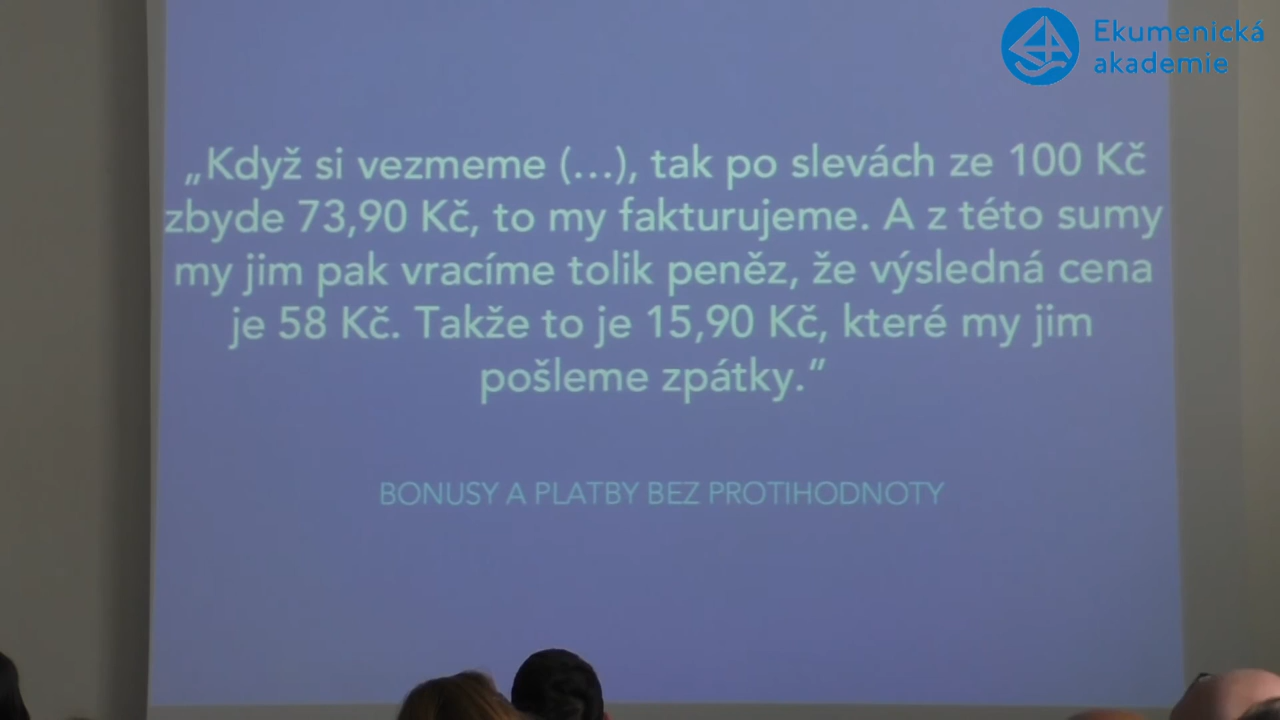 Ekumenická
akademie
„Když si vezmeme (...), tak po slevách ze 100 Kč
zbyde 73,90 Kč, to my fakturujeme. A z této sumy
my jim pak vracíme tolik peněz, že výsledná cena
je 58 Kč. Takže to je 15,90 Kč, které my jim
pošleme zpátky.”
BONUSY A PLATBY BEZ PROTIHODNOTY